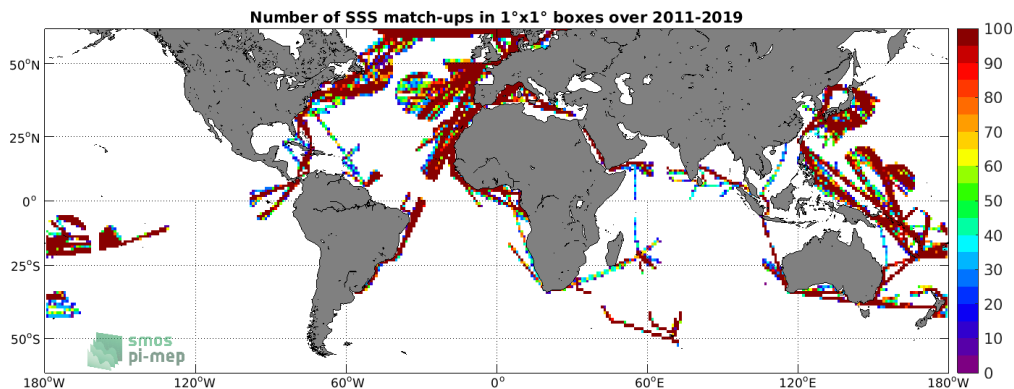 Number of SSS match-ups in 1°x1° boxes over 2011-2019
50°N
25°N
0°
25°S
50°S
180°W
120°W
60°W
0°
60°E
120°E
180°W
100
90
80
70
60
50
40
30
20
10
0
smos
pi-mep